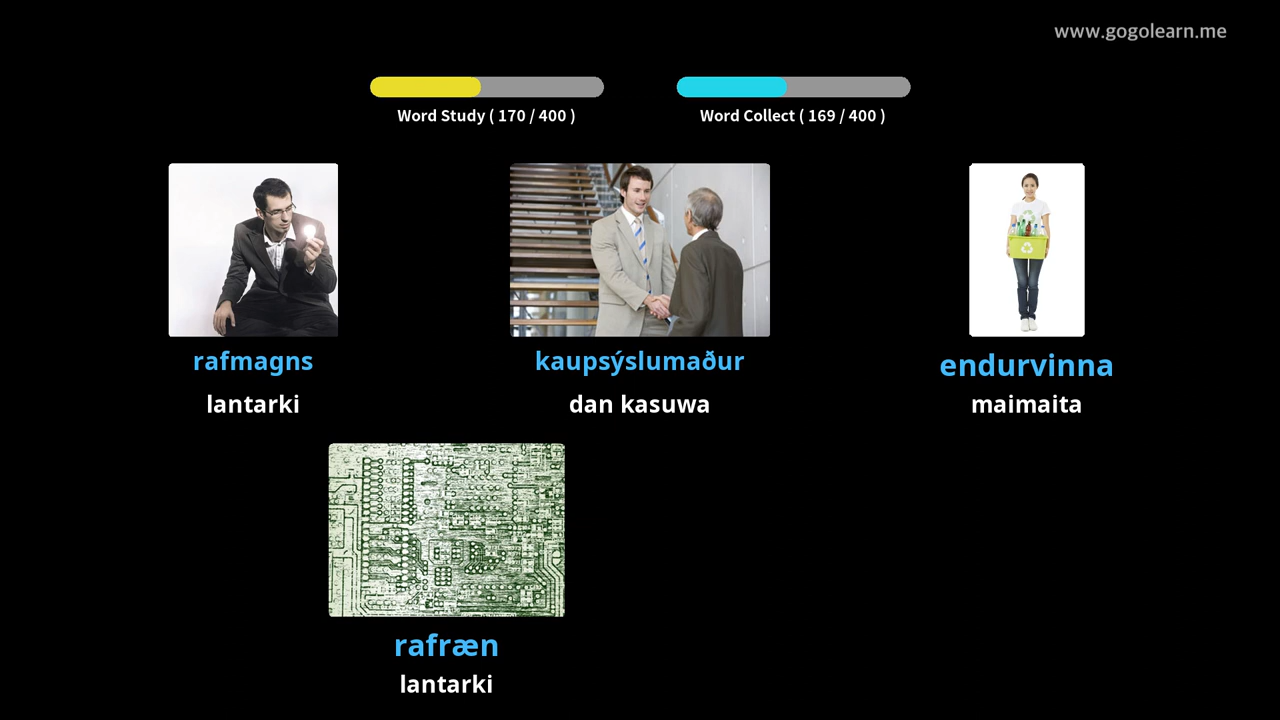 www.gogolearn.me
Word Study ( 170 / 400 )
Word Collect ( 169 / 400 )
rafmagns
lantarki
kaupsýslumaður
dan kasuwa
endurvinna
maimaita
rafræn
lantarki